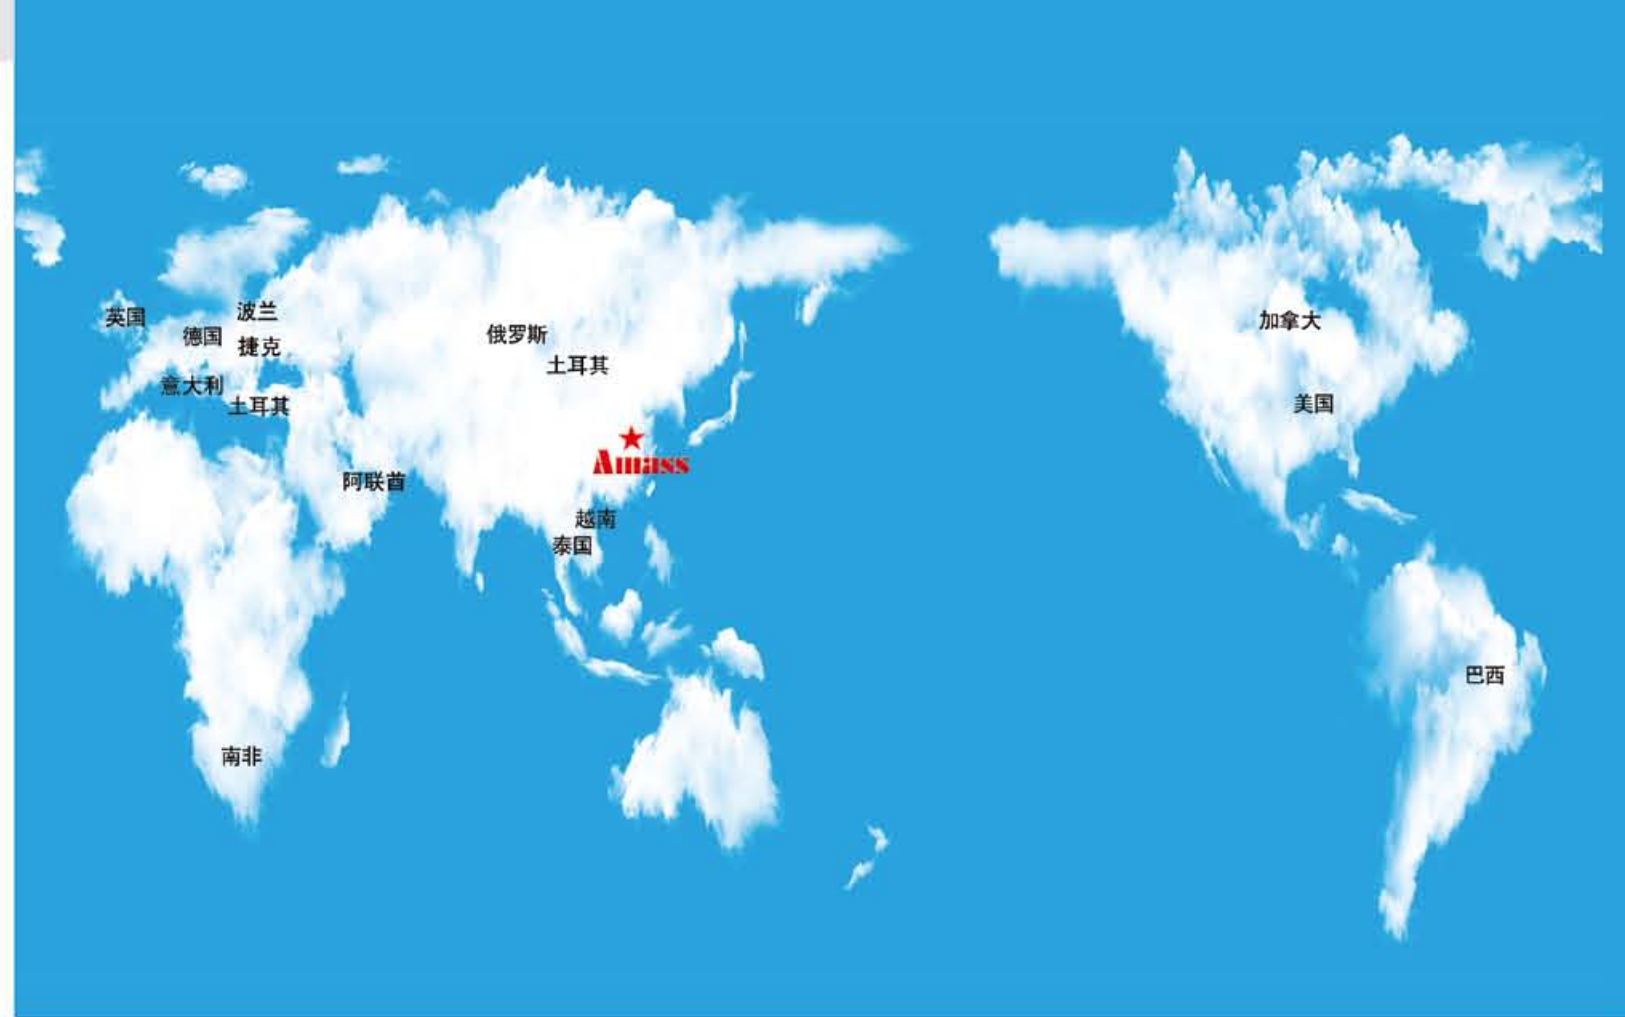 英国
波兰
德国
捷克
意大利
土耳其
俄罗斯
土耳其
Amass
阿联酋
越南
泰国
南非
加拿大
美国
巴西